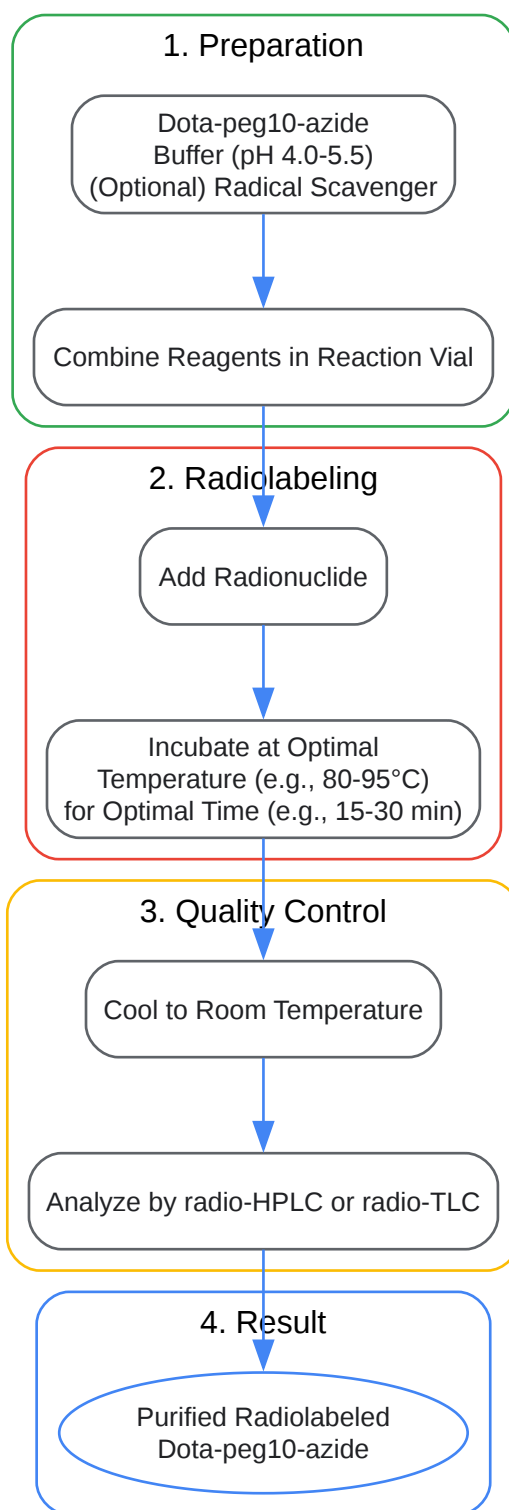 1. Preparation
Dota-peg10-azide
Buffer (pH 4.0-5.5)
(Optional) Radical Scavenger
Combine Reagents in Reaction Vial
2. Radiolabeling
Add Radionuclide
Incubate at Optimal
Temperature (e.g., 80-95°C)
for Optimal Time (e.g., 15-30 min)
3. Quality Control
Cool to Room Temperature
Analyze by radio-HPLC or radio-TLC
4. Result
Purified Radiolabeled
Dota-peg10-azide